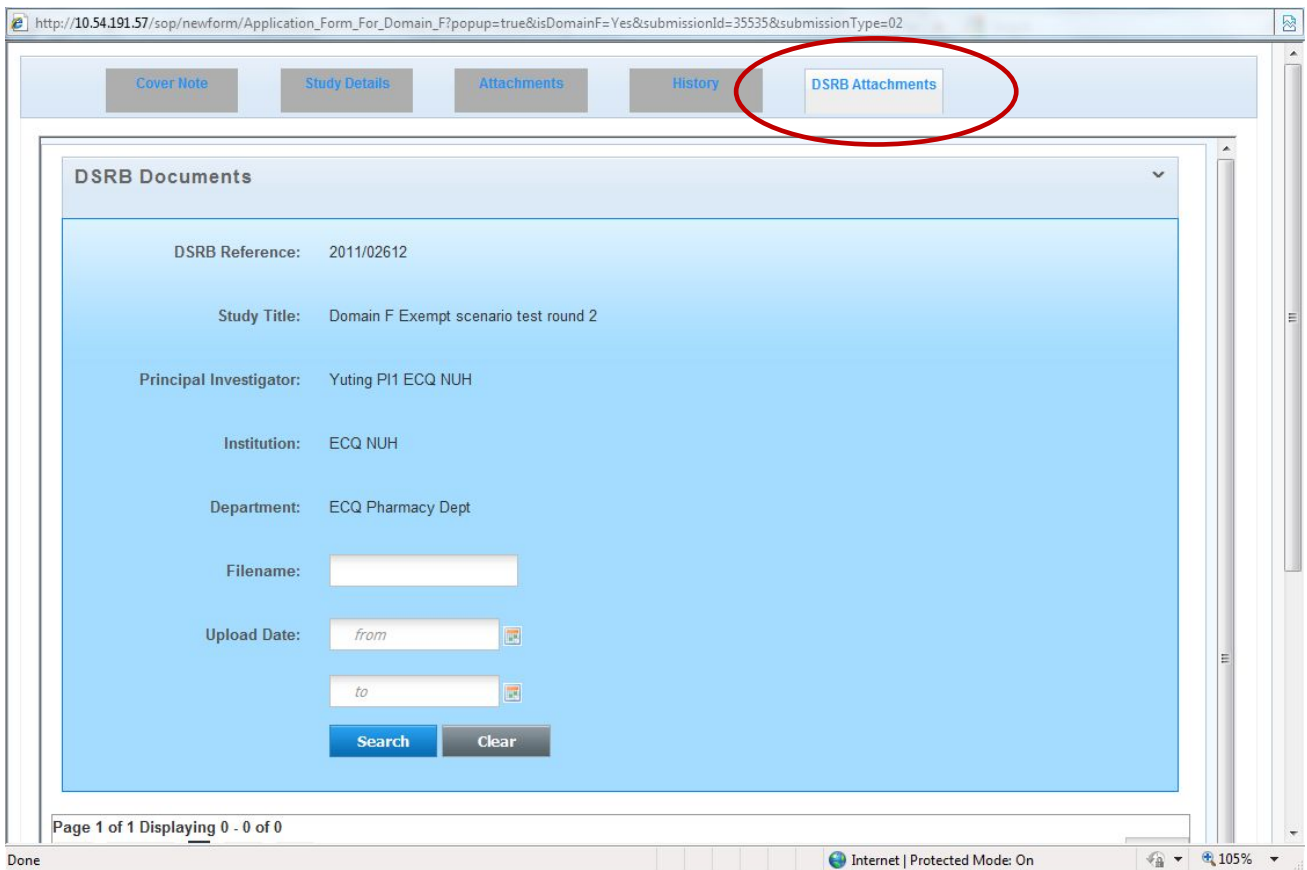 http://10.54.191.57/sop/newform/Application_Form_For_Domain_F?popup=true&isDomainF=Yes&submissionId=35535&submissionType=02
Cover Note Study Details Attachments History DSRB Attachments
DSRB Documents
DSRB Reference: 2011/02612
Study Title: Domain F Exempt scenario test round 2
Principal Investigator: Yuting PI1 ECQ NUH
Institution: ECQ NUH
Department: ECQ Pharmacy Dept
Filename:
Upload Date: from
to
Search Clear
Page 1 of 1 Displaying 0 - 0 of 0
Done Internet | Protected Mode: On 105%